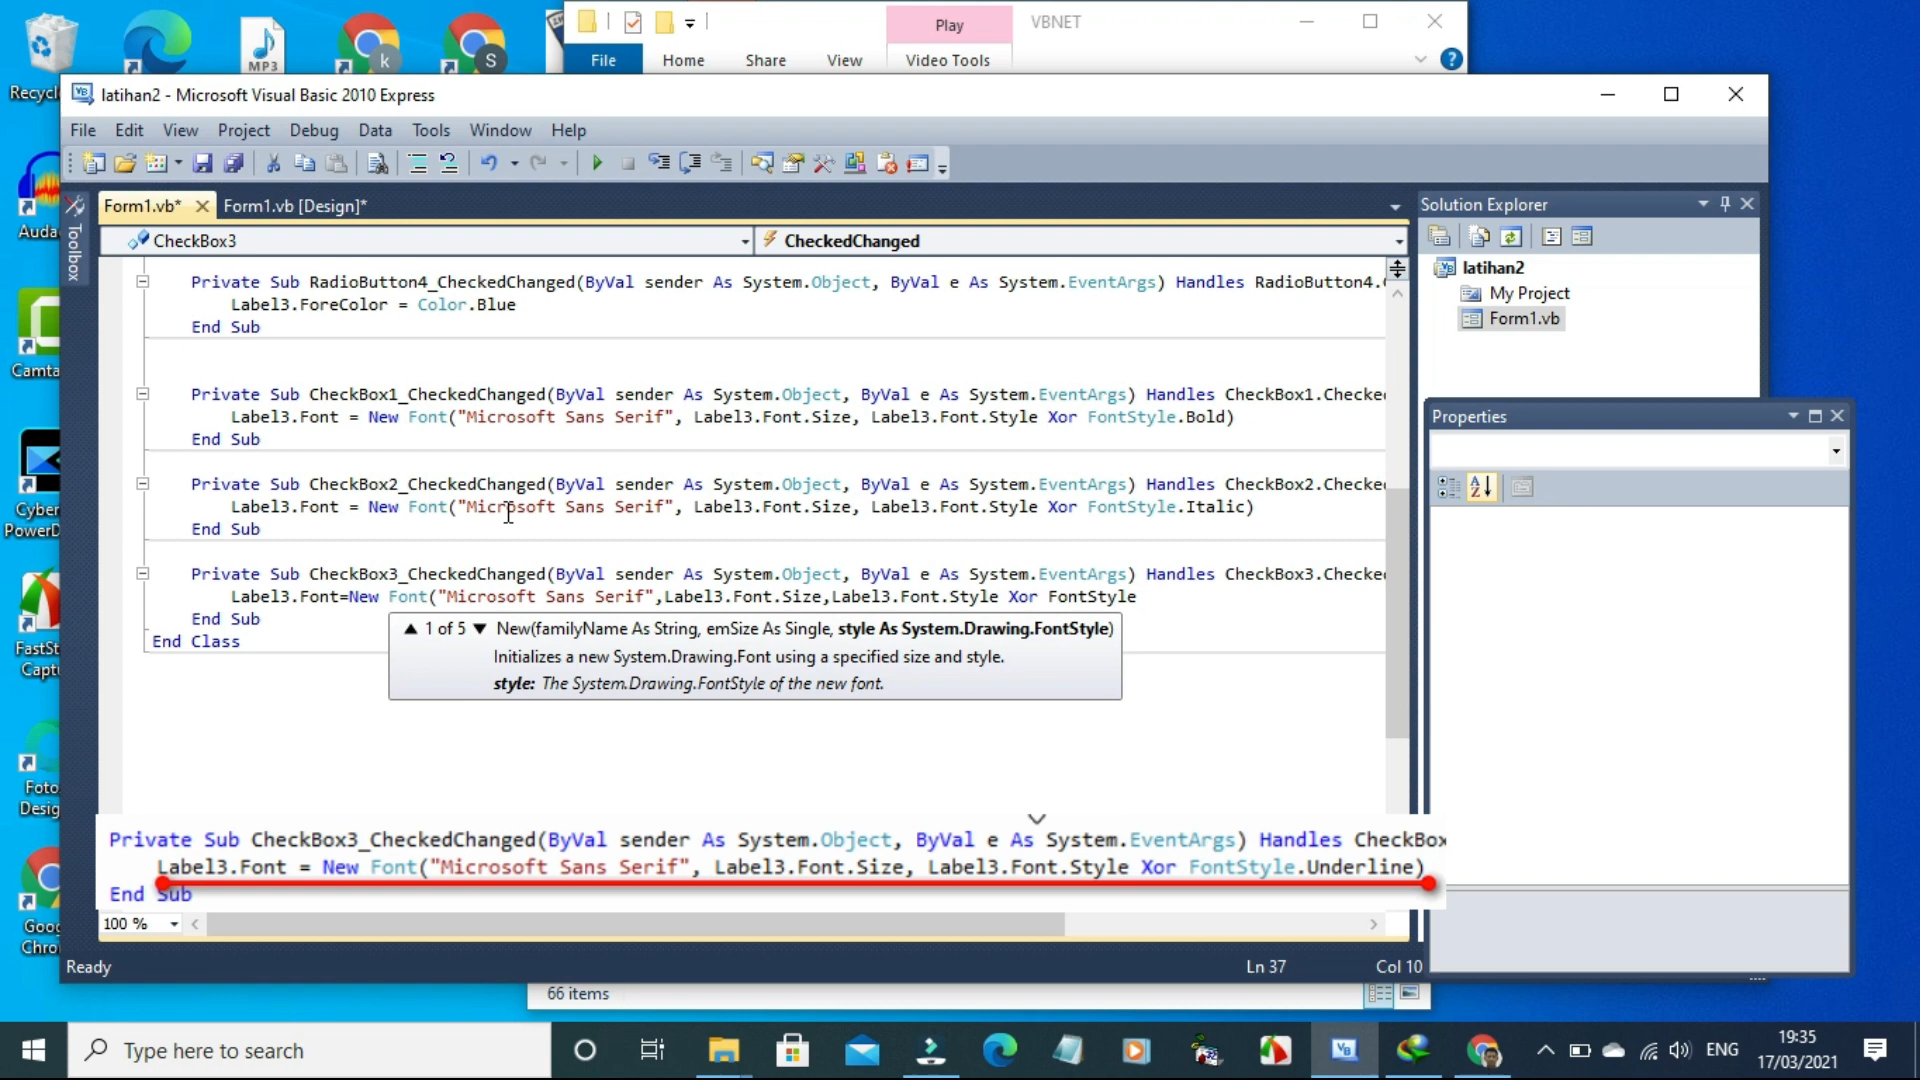 Play
VBNET
File Home Share View Video Tools
MP3
k
S
latihan2 - Microsoft Visual Basic 2010 Express
File Edit View Project Debug Data Tools Window Help
Form1.vb* Form1.vb [Design]*
Solution Explorer
Toolbox
CheckBox3 CheckedChanged
latihan2
My Project
Form1.vb
Private Sub RadioButton4_CheckedChanged(ByVal sender As System.Object, ByVal e As System.EventArgs) Handles RadioButton4.
Label3.ForeColor = Color.Blue
End Sub
Private Sub CheckBox1_CheckedChanged(ByVal sender As System.Object, ByVal e As System.EventArgs) Handles CheckBox1.Checke
Label3.Font = New Font("Microsoft Sans Serif", Label3.Font.Size, Label3.Font.Style Xor FontStyle.Bold)
End Sub
Private Sub CheckBox2_CheckedChanged(ByVal sender As System.Object, ByVal e As System.EventArgs) Handles CheckBox2.Checke
Label3.Font = New Font("Microsoft Sans Serif", Label3.Font.Size, Label3.Font.Style Xor FontStyle.Italic)
End Sub
Private Sub CheckBox3_CheckedChanged(ByVal sender As System.Object, ByVal e As System.EventArgs) Handles CheckBox3.Checke
Label3.Font=New Font("Microsoft Sans Serif",Label3.Font.Size,Label3.Font.Style Xor FontStyle
End Sub
End Class
1 of 5 New(familyName As String, emSize As Single, style As System.Drawing.FontStyle)
Initializes a new System.Drawing.Font using a specified size and style.
style: The System.Drawing.FontStyle of the new font.
Properties
Private Sub CheckBox3_CheckedChanged(ByVal sender As System.Object, ByVal e As System.EventArgs) Handles CheckBox
Label3.Font = New Font("Microsoft Sans Serif", Label3.Font.Size, Label3.Font.Style Xor FontStyle.Underline)
End Sub
100 %
Ready Ln 37 Col 10
66 items
Recycl
Auda
Camta
Cyber
PowerD
FastSt
Capt
Foto
Design
Goog
Chro
Type here to search
ENG
19:35
17/03/2021